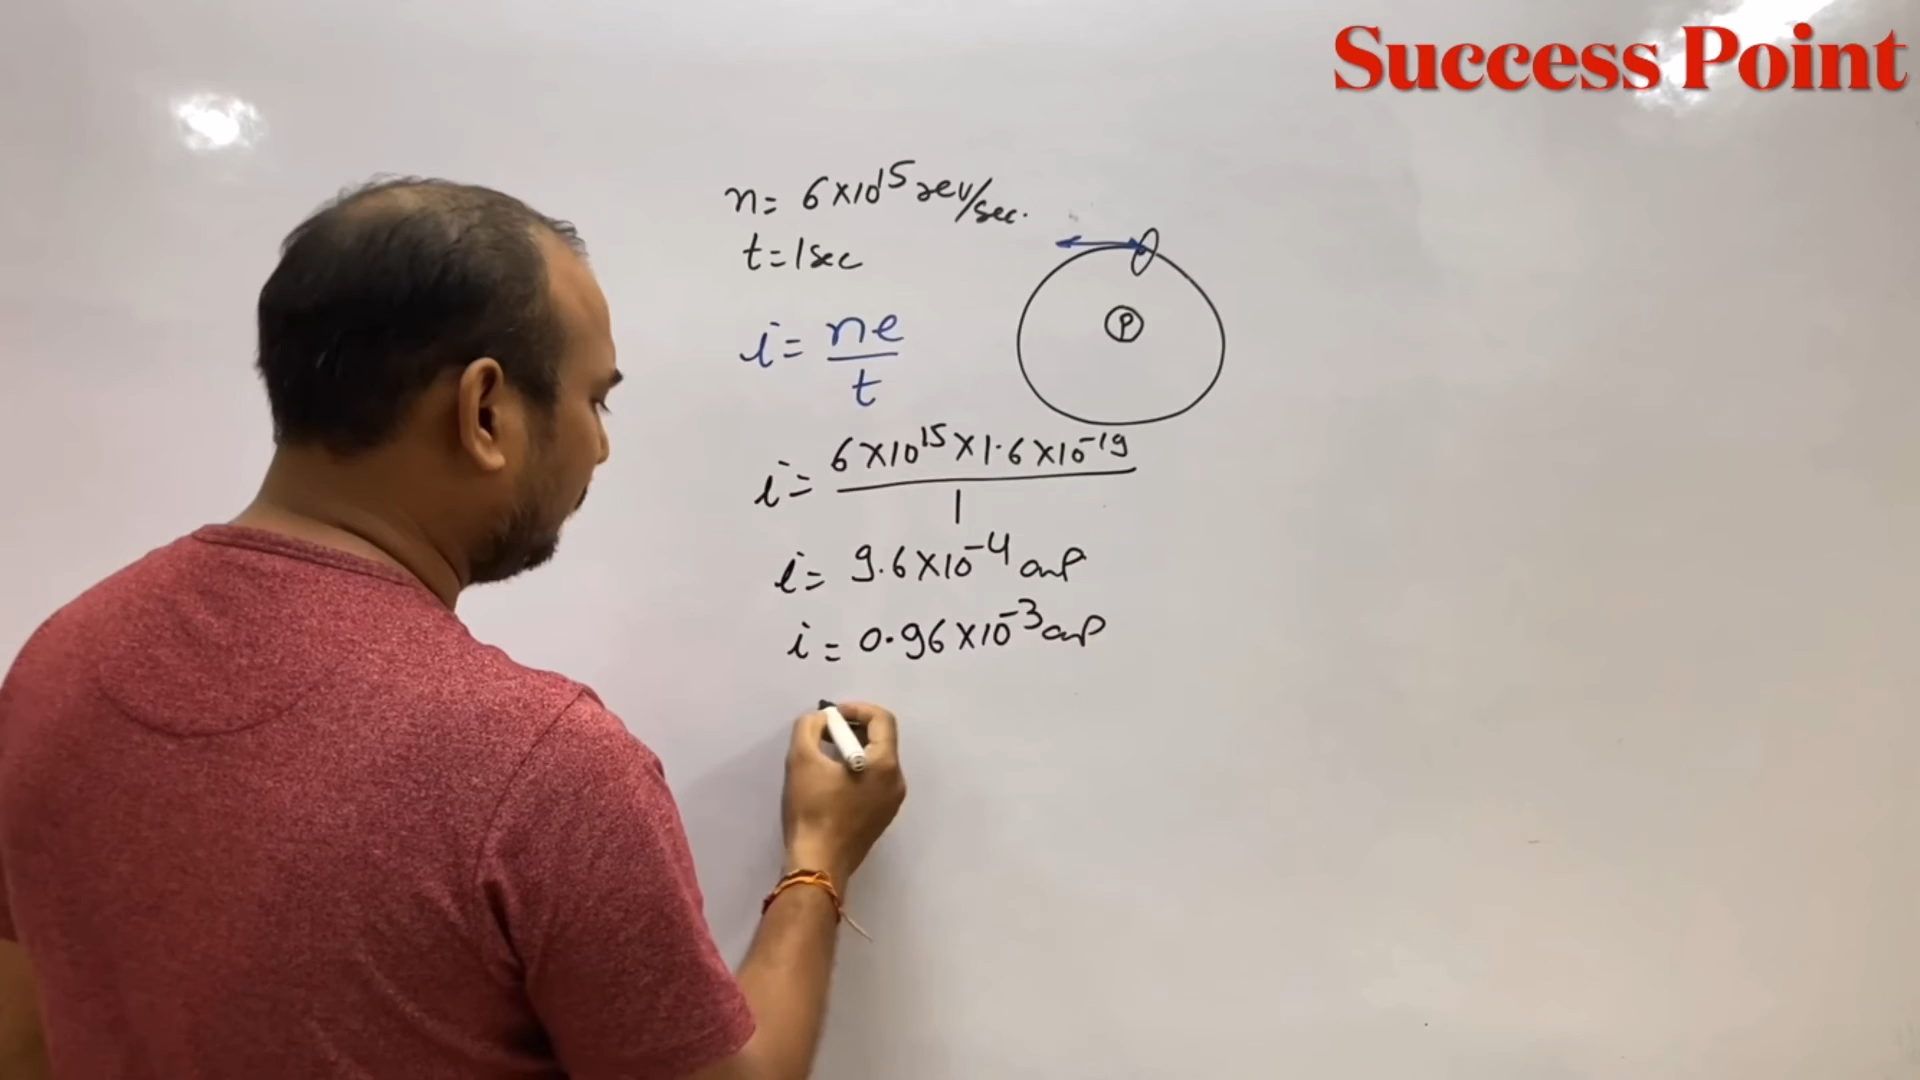 Success Point
n= 6×10¹⁵ rev/sec.
t=1sec
i= ne/t
P
i= 6×10¹⁵×1.6×10⁻¹⁹/1
i= 9.6×10⁻⁴ amp
i= 0.96×10⁻³ amp